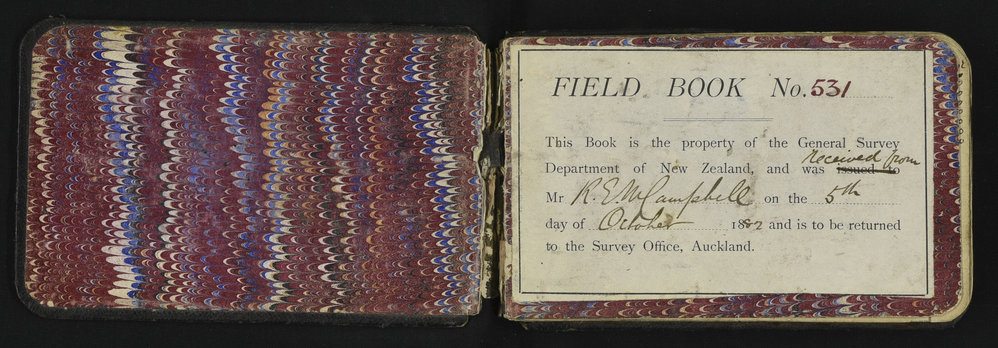 FIELD BOOK No. 531
This Book is the property of the General Survey
received from
Department of New Zealand, and was issued to
Mr R. E. M Campbell on the 5th
day of October 1882 and is to be returned
to the Survey Office, Auckland.